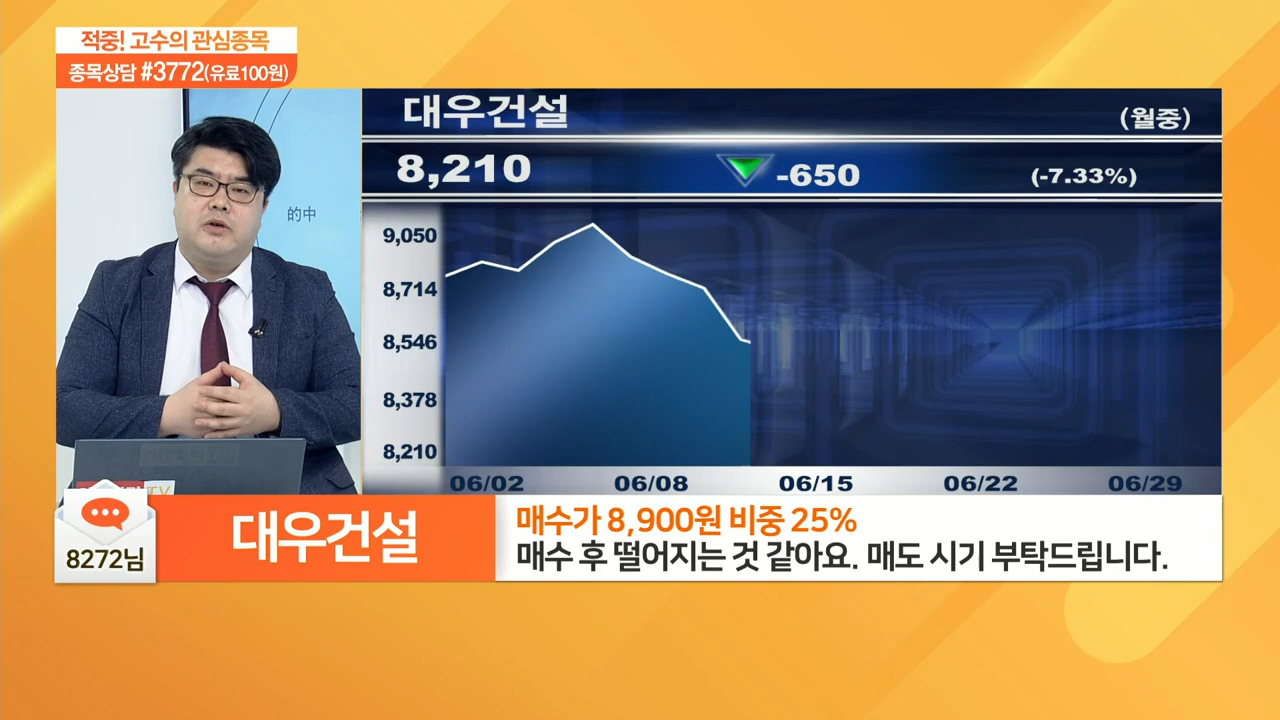 적중! 고수의 관심종목
종목상담 #3772(유료100원)
的中
대우건설
(월중)
8,210
-650
(-7.33%)
9,050
8,714
8,546
8,378
8,210
06/02 06/08 06/15 06/22 06/29
TV
8272님
대우건설
매수가 8,900원 비중 25%
매수 후 떨어지는 것 같아요. 매도 시기 부탁드립니다.